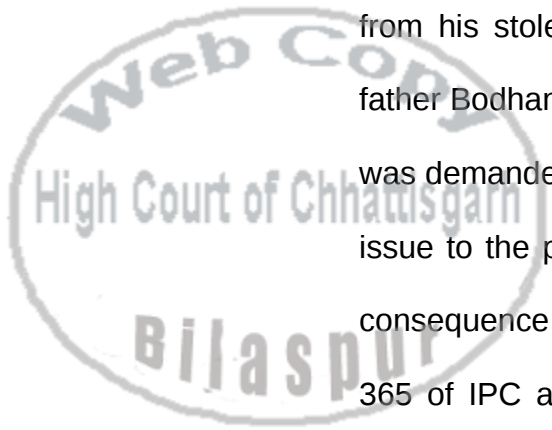 from his stole
father Bodhan
was demande
issue to the p
consequence
365 of IPC a
Web Copy
High Court of Chhattisgarh
Bilaspur